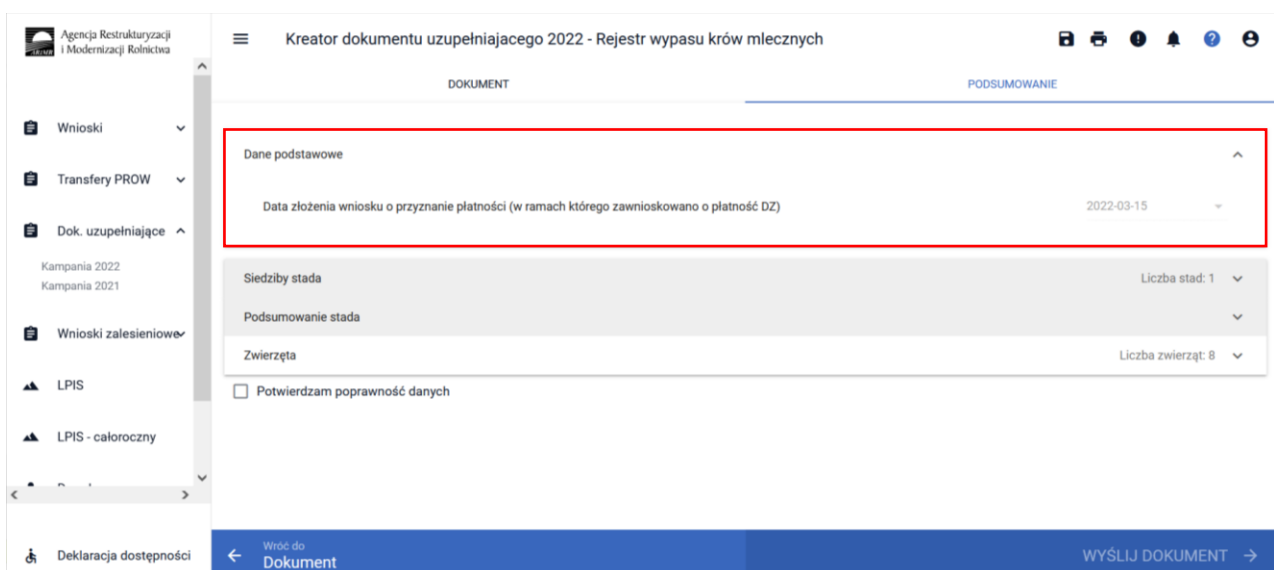 Agencja Restrukturyzacji
i Modernizacji Rolnictwa
ARiMR
Kreator dokumentu uzupełniajacego 2022 - Rejestr wypasu krów mlecznych
DOKUMENT
PODSUMOWANIE
Wnioski
Transfery PROW
Dok. uzupełniające
Kampania 2022
Kampania 2021
Wnioski zalesieniowe
LPIS
LPIS - całoroczny
Deklaracja dostępności
Dane podstawowe
Data złożenia wniosku o przyznanie płatności (w ramach którego zawnioskowano o płatność DZ)
2022-03-15
Siedziby stada
Liczba stad: 1
Podsumowanie stada
Zwierzęta
Liczba zwierząt: 8
Potwierdzam poprawność danych
Wróć do
Dokument
WYŚLIJ DOKUMENT